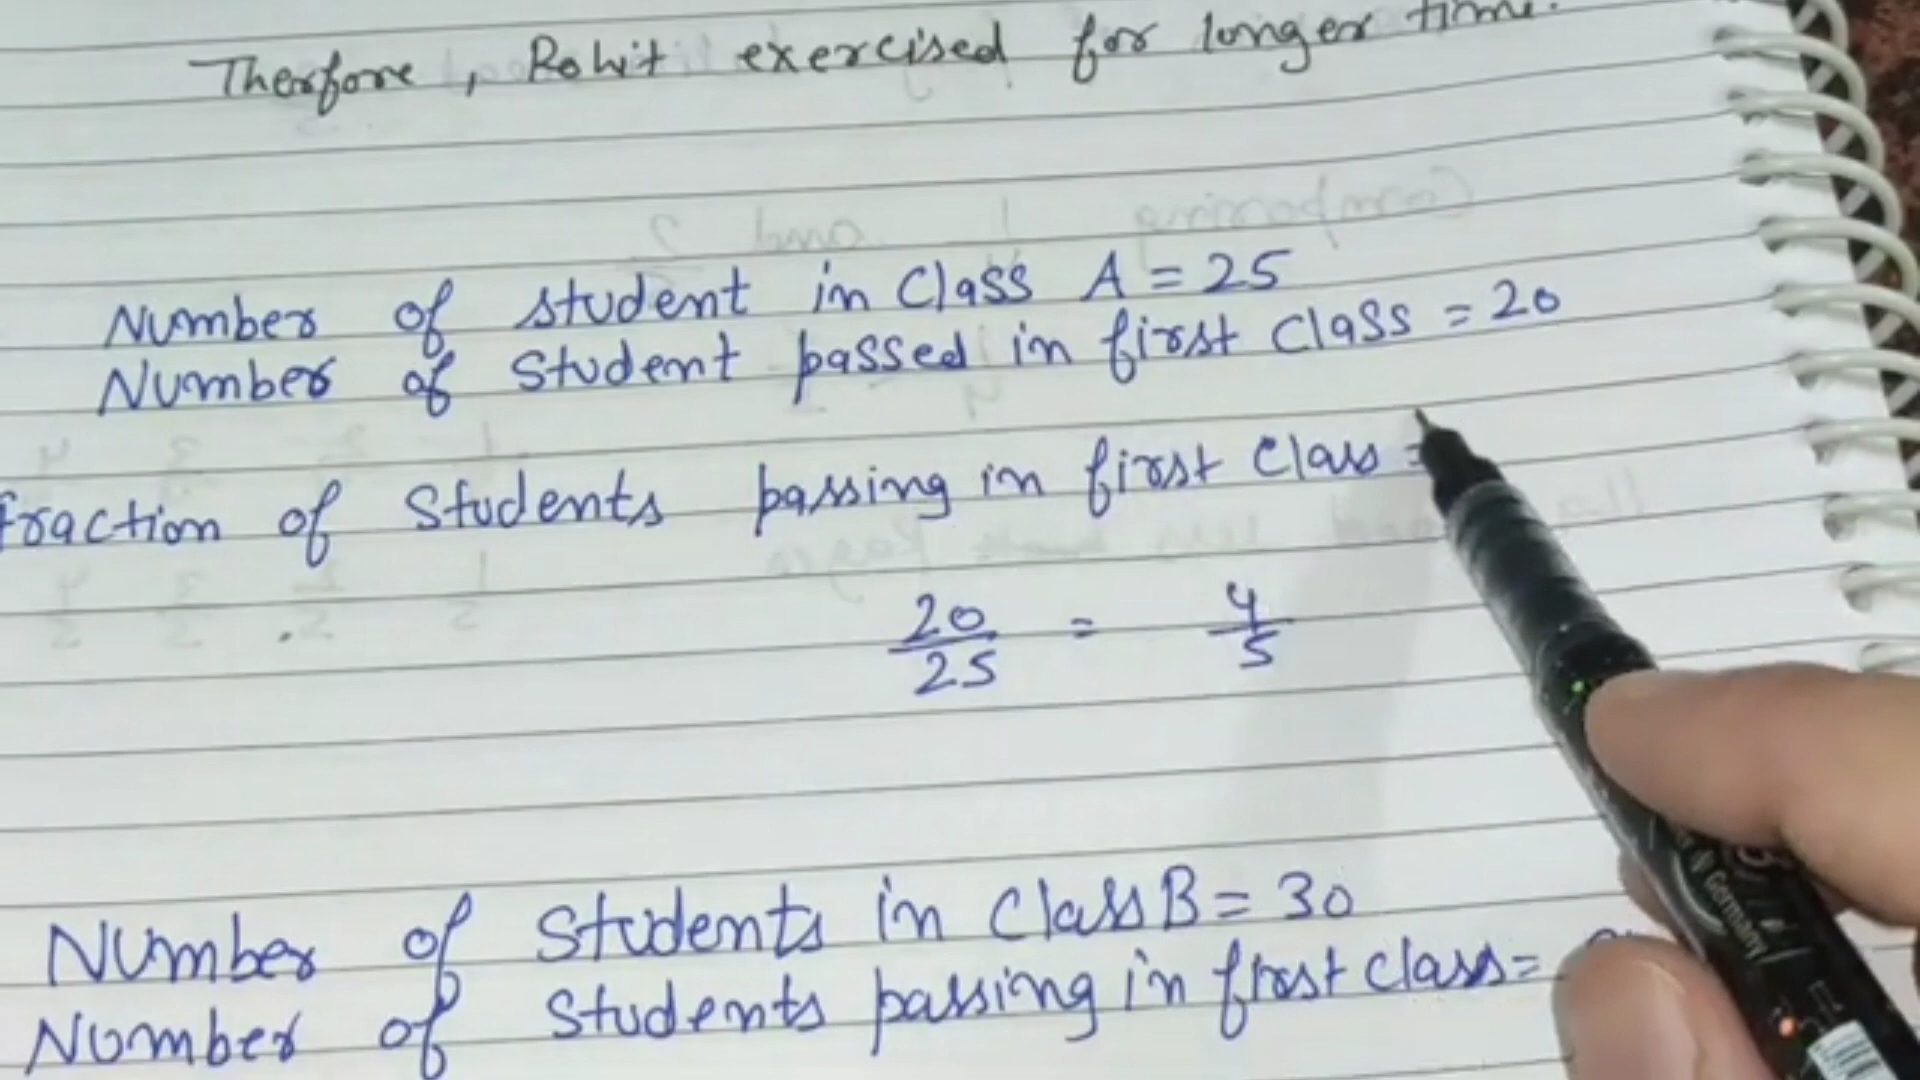 Therfore, Rohit exercised for longer time.
Number of student in Class A = 25
Number of Student passed in first Class = 20
fraction of Students passing in first Class =
20/25 = 4/5
Number of Students in Class B = 30
Number of Students passing in first class =
Germany